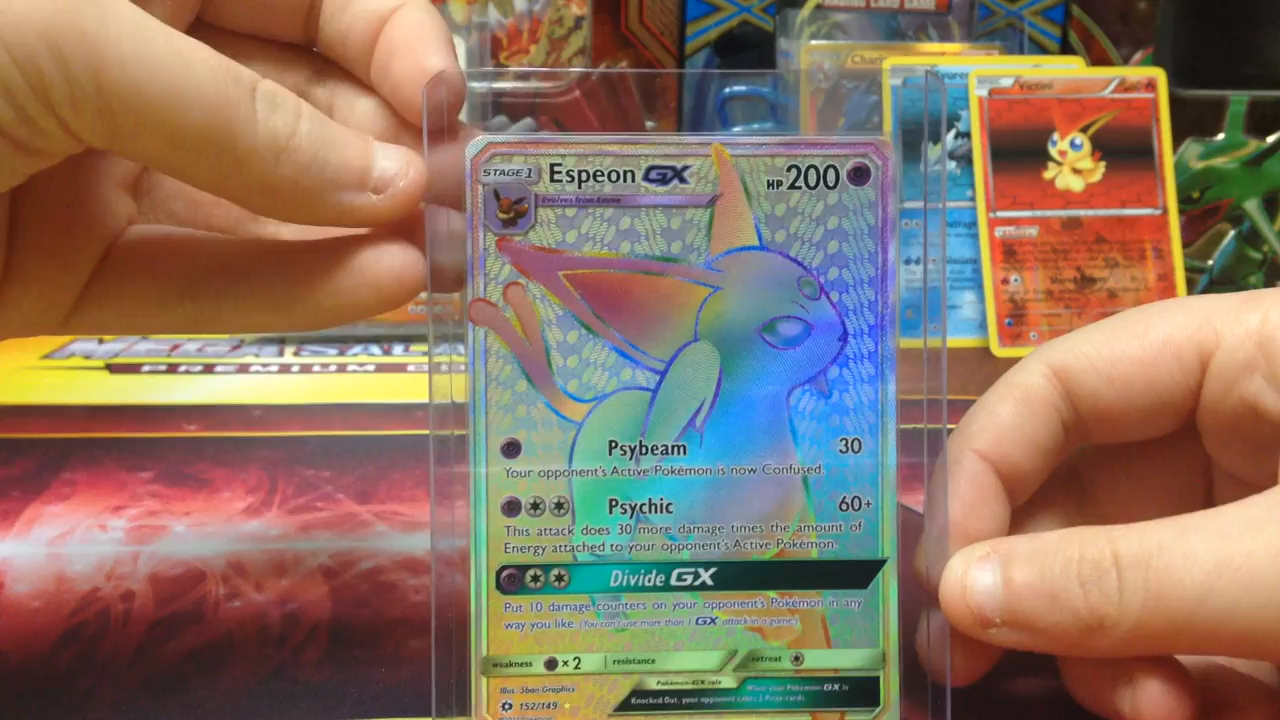 STAGE 1 Espeon GX HP 200
Evolves from Eevee
Psybeam 30
Your opponent's Active Pokémon is now Confused.
Psychic 60+
This attack does 30 more damage times the amount of
Energy attached to your opponent's Active Pokémon.
Divide GX
Put 10 damage counters on your opponent's Pokémon in any
way you like. (You can't use more than 1 GX attack in a game.)
weakness ×2 resistance retreat
Pokémon-GX rule
When your Pokémon-GX is
Knocked Out, your opponent takes 2 Prize cards.
Illus. 5ban Graphics
152/149
Victini
MEGA SALA
PREMIUM